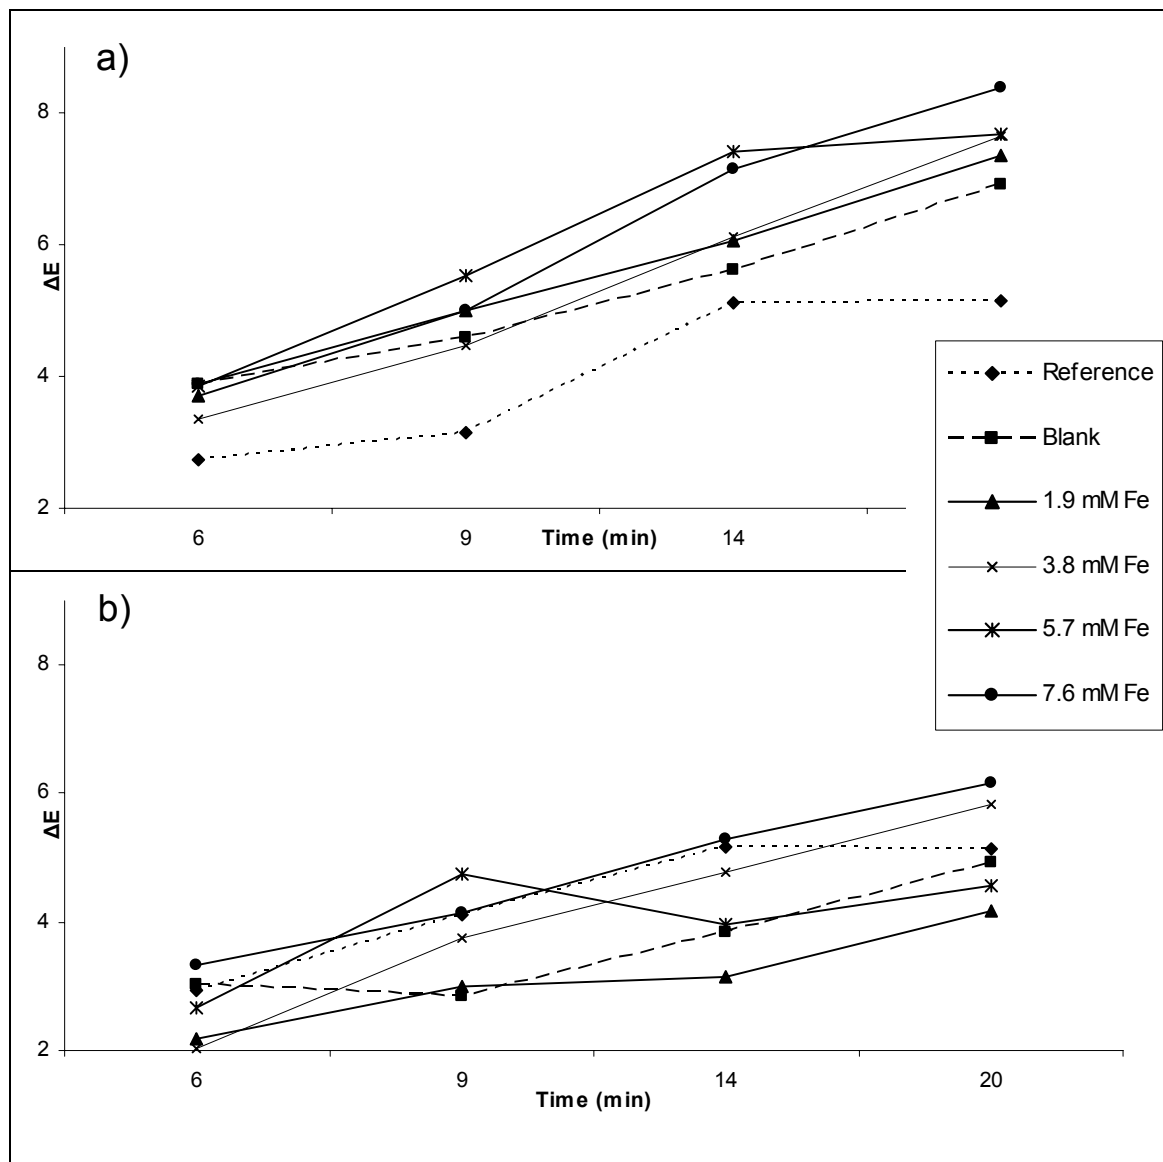 a)
8
6
ΔE
4
2
6
9
Time (min)
14
Reference
Blank
1.9 mM Fe
3.8 mM Fe
5.7 mM Fe
7.6 mM Fe
b)
8
6
ΔE
4
2
6
9
14
20
Time (min)